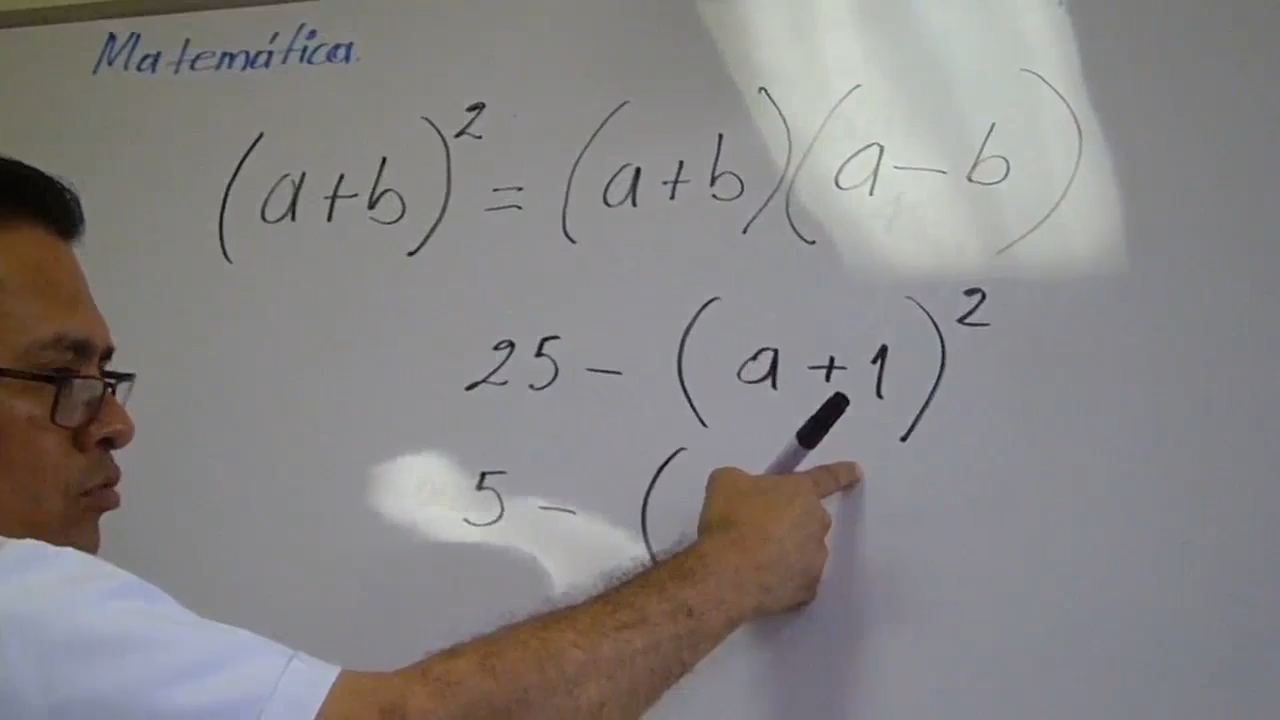 Matemática.
(a+b)² = (a+b)(a-b)
25 - (a+1)²
5 - (